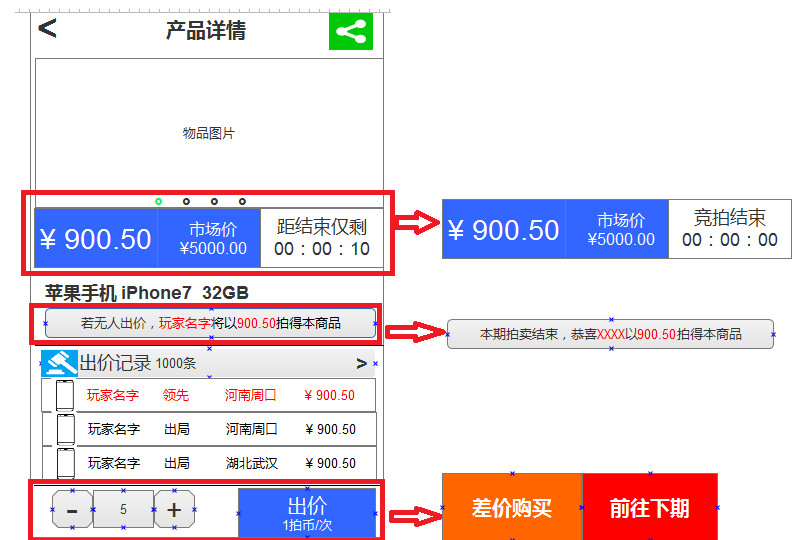 <
产品详情
物品图片
¥ 900.50
市场价
¥5000.00
距结束仅剩
00：00：10
¥ 900.50
市场价
¥5000.00
竞拍结束
00：00：00
苹果手机 iPhone7 32GB
若无人出价，玩家名字将以900.50拍得本商品
本期拍卖结束，恭喜XXXX以900.50拍得本商品
出价记录 1000条 >
玩家名字 领先 河南周口 ¥ 900.50
玩家名字 出局 河南周口 ¥ 900.50
玩家名字 出局 湖北武汉 ¥ 900.50
- 5 +
出价
1拍币/次
差价购买 前往下期